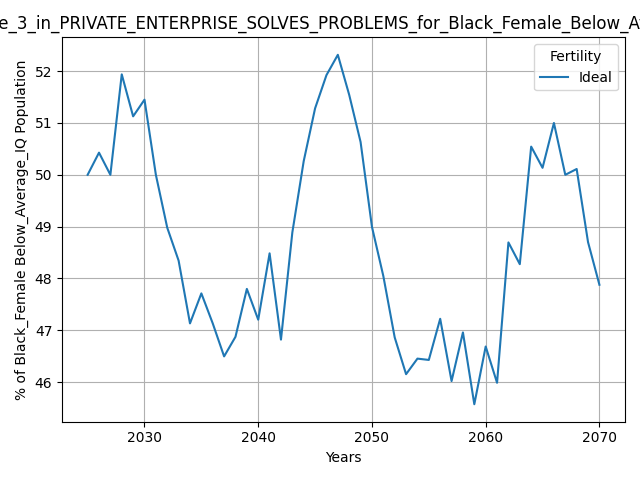 e_3_in_PRIVATE_ENTERPRISE_SOLVES_PROBLEMS_for_Black_Female_Below_A
Fertility
Ideal
% of Black_Female Below_Average_IQ Population
52
51
50
49
48
47
46
2030 2040 2050 2060 2070
Years